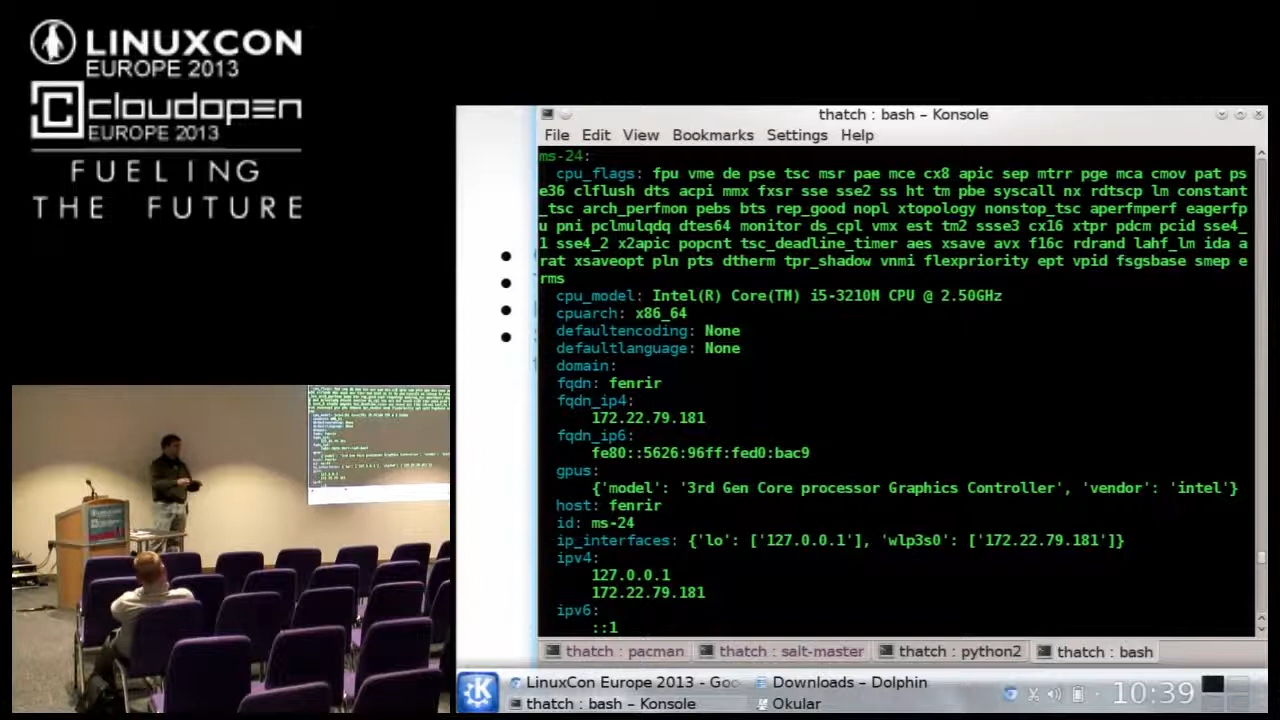 LINUXCON
EUROPE 2013
cloudopen
EUROPE 2013
FUELING
THE FUTURE
thatch : bash – Konsole
File Edit View Bookmarks Settings Help
ms-24:
cpu_flags: fpu vme de pse tsc msr pae mce cx8 apic sep mtrr pge mca cmov pat ps
e36 clflush dts acpi mmx fxsr sse sse2 ss ht tm pbe syscall nx rdtscp lm constant
_tsc arch_perfmon pebs bts rep_good nopl xtopology nonstop_tsc aperfmperf eagerfp
u pni pclmulqdq dtes64 monitor ds_cpl vmx est tm2 ssse3 cx16 xtpr pdcm pcid sse4_
1 sse4_2 x2apic popcnt tsc_deadline_timer aes xsave avx f16c rdrand lahf_lm ida a
rat xsaveopt pln pts dtherm tpr_shadow vnmi flexpriority ept vpid fsgsbase smep e
rms
cpu_model: Intel(R) Core(TM) i5-3210M CPU @ 2.50GHz
cpuarch: x86_64
defaultencoding: None
defaultlanguage: None
domain:
fqdn: fenrir
fqdn_ip4:
172.22.79.181
fqdn_ip6:
fe80::5626:96ff:fed0:bac9
gpus:
{'model': '3rd Gen Core processor Graphics Controller', 'vendor': 'intel'}
host: fenrir
id: ms-24
ip_interfaces: {'lo': ['127.0.0.1'], 'wlp3s0': ['172.22.79.181']}
ipv4:
127.0.0.1
172.22.79.181
ipv6:
::1
thatch : pacman thatch : salt-master thatch : python2 thatch : bash
LinuxCon Europe 2013 - Goo Downloads – Dolphin
thatch : bash – Konsole Okular
10:39